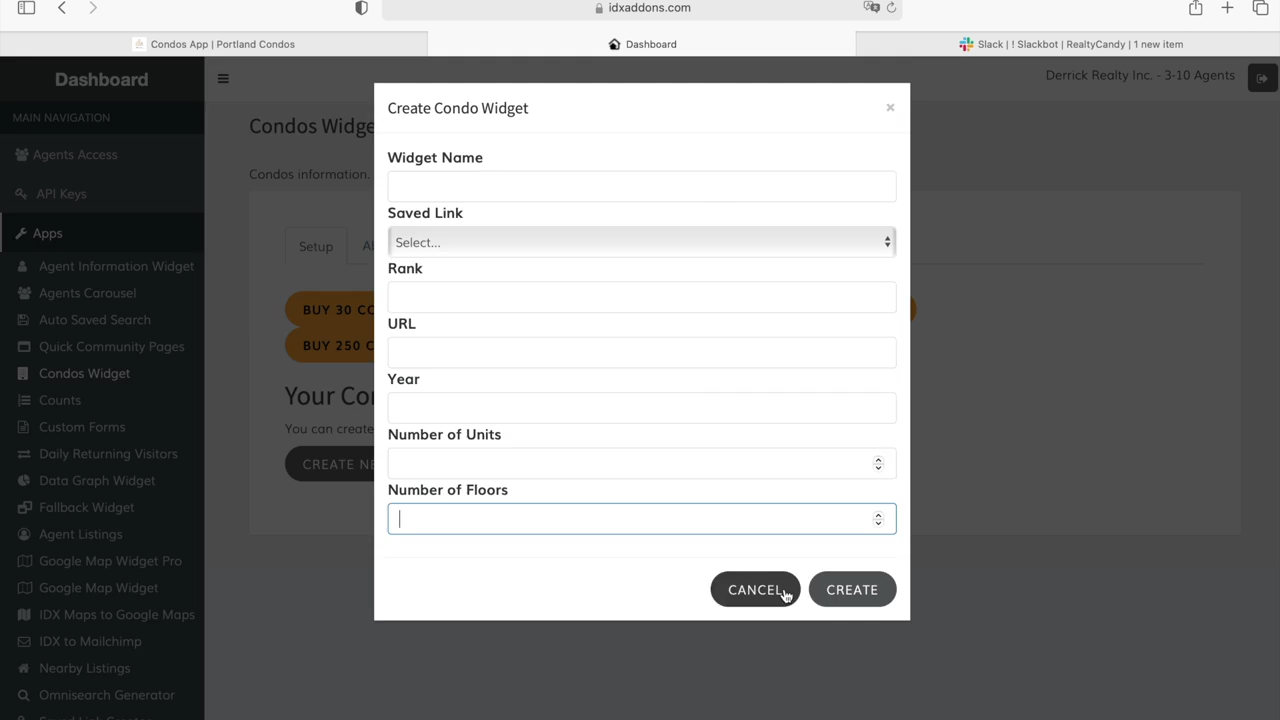 idxaddons.com
Condos App | Portland Condos
Dashboard
Slack | ! Slackbot | RealtyCandy | 1 new item
Dashboard
Derrick Realty Inc. - 3-10 Agents
MAIN NAVIGATION
Agents Access
API Keys
Apps
Agent Information Widget
Agents Carousel
Auto Saved Search
Quick Community Pages
Condos Widget
Counts
Custom Forms
Daily Returning Visitors
Data Graph Widget
Fallback Widget
Agent Listings
Google Map Widget Pro
Google Map Widget
IDX Maps to Google Maps
IDX to Mailchimp
Nearby Listings
Omnisearch Generator
Condos Widge
Condos information.
Setup
BUY 30 CO
BUY 250 C
Your Co
You can create
CREATE NE
Create Condo Widget
×
Widget Name
Saved Link
Select...
Rank
URL
Year
Number of Units
Number of Floors
CANCEL
CREATE